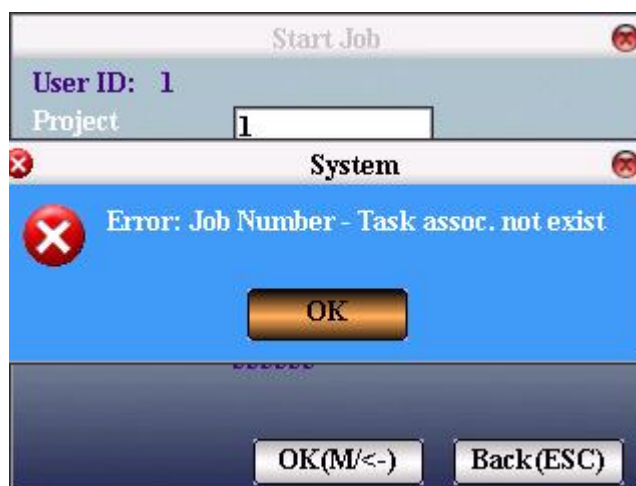 Start Job
User ID: 1
Project 1
System
Error: Job Number - Task assoc. not exist
OK
OK(M/<-) Back(ESC)